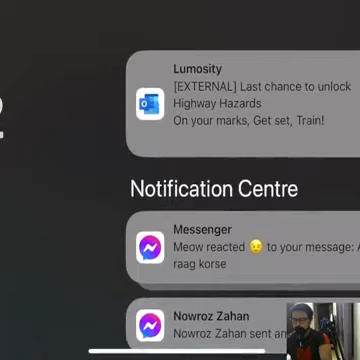 Lumosity
[EXTERNAL] Last chance to unlock
Highway Hazards
On your marks, Get set, Train!
Notification Centre
Messenger
Meow reacted 😉 to your message: A
raag korse
Nowroz Zahan
Nowroz Zahan sent an